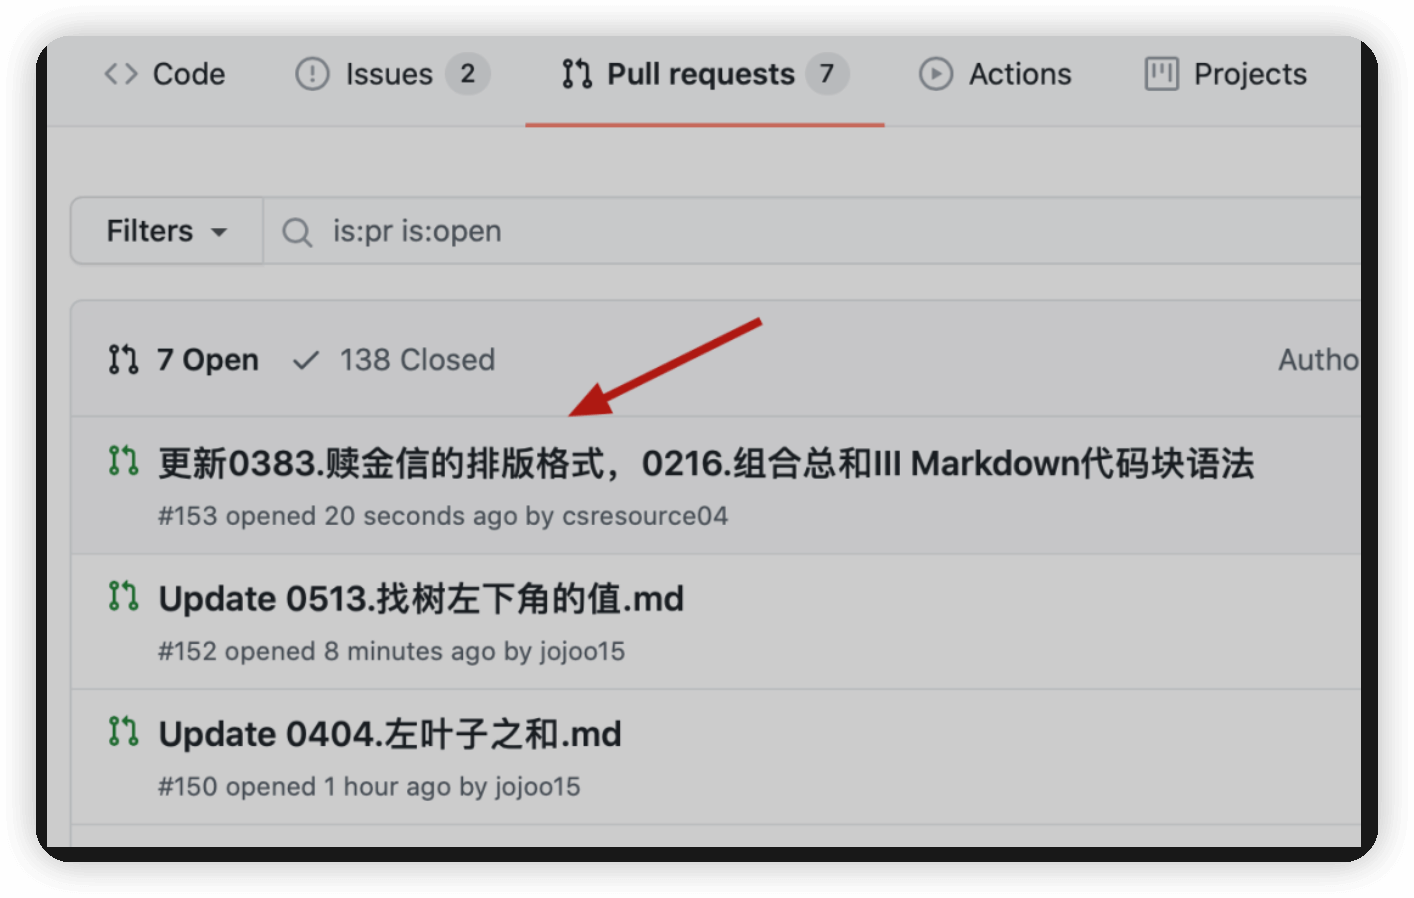 Code Issues 2 Pull requests 7 Actions Projects
Filters is:pr is:open
7 Open 138 Closed Autho
更新0383.赎金信的排版格式，0216.组合总和III Markdown代码块语法
#153 opened 20 seconds ago by csresource04
Update 0513.找树左下角的值.md
#152 opened 8 minutes ago by jojoo15
Update 0404.左叶子之和.md
#150 opened 1 hour ago by jojoo15